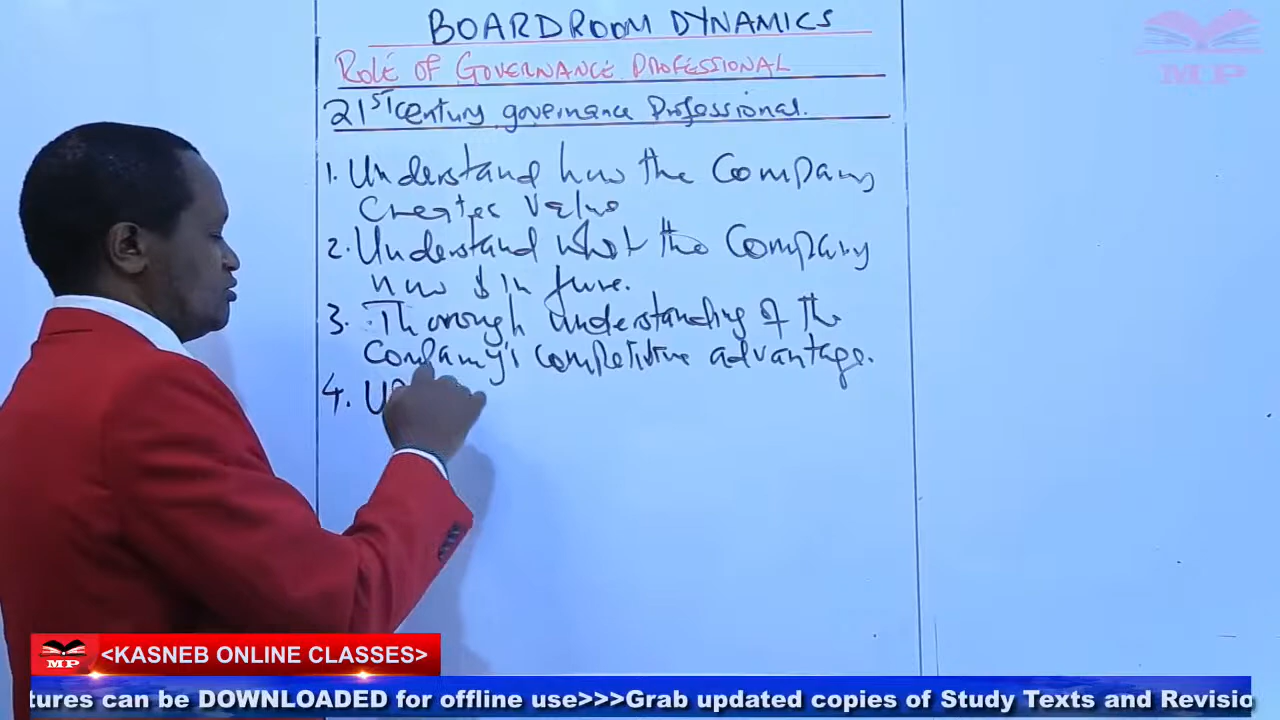 BOARDROOM DYNAMICS
ROLE OF GOVERNANCE PROFESSIONAL
21ST century governance Professional.
1. Understand how the Company
Creates Value
2. Understand what the Company
now & in
3. Thorough understanding of the
Company's competitive advantage.
4. U
MP
MP
<KASNEB ONLINE CLASSES>
tures can be DOWNLOADED for offline use>>>Grab updated copies of Study Texts and Revisio